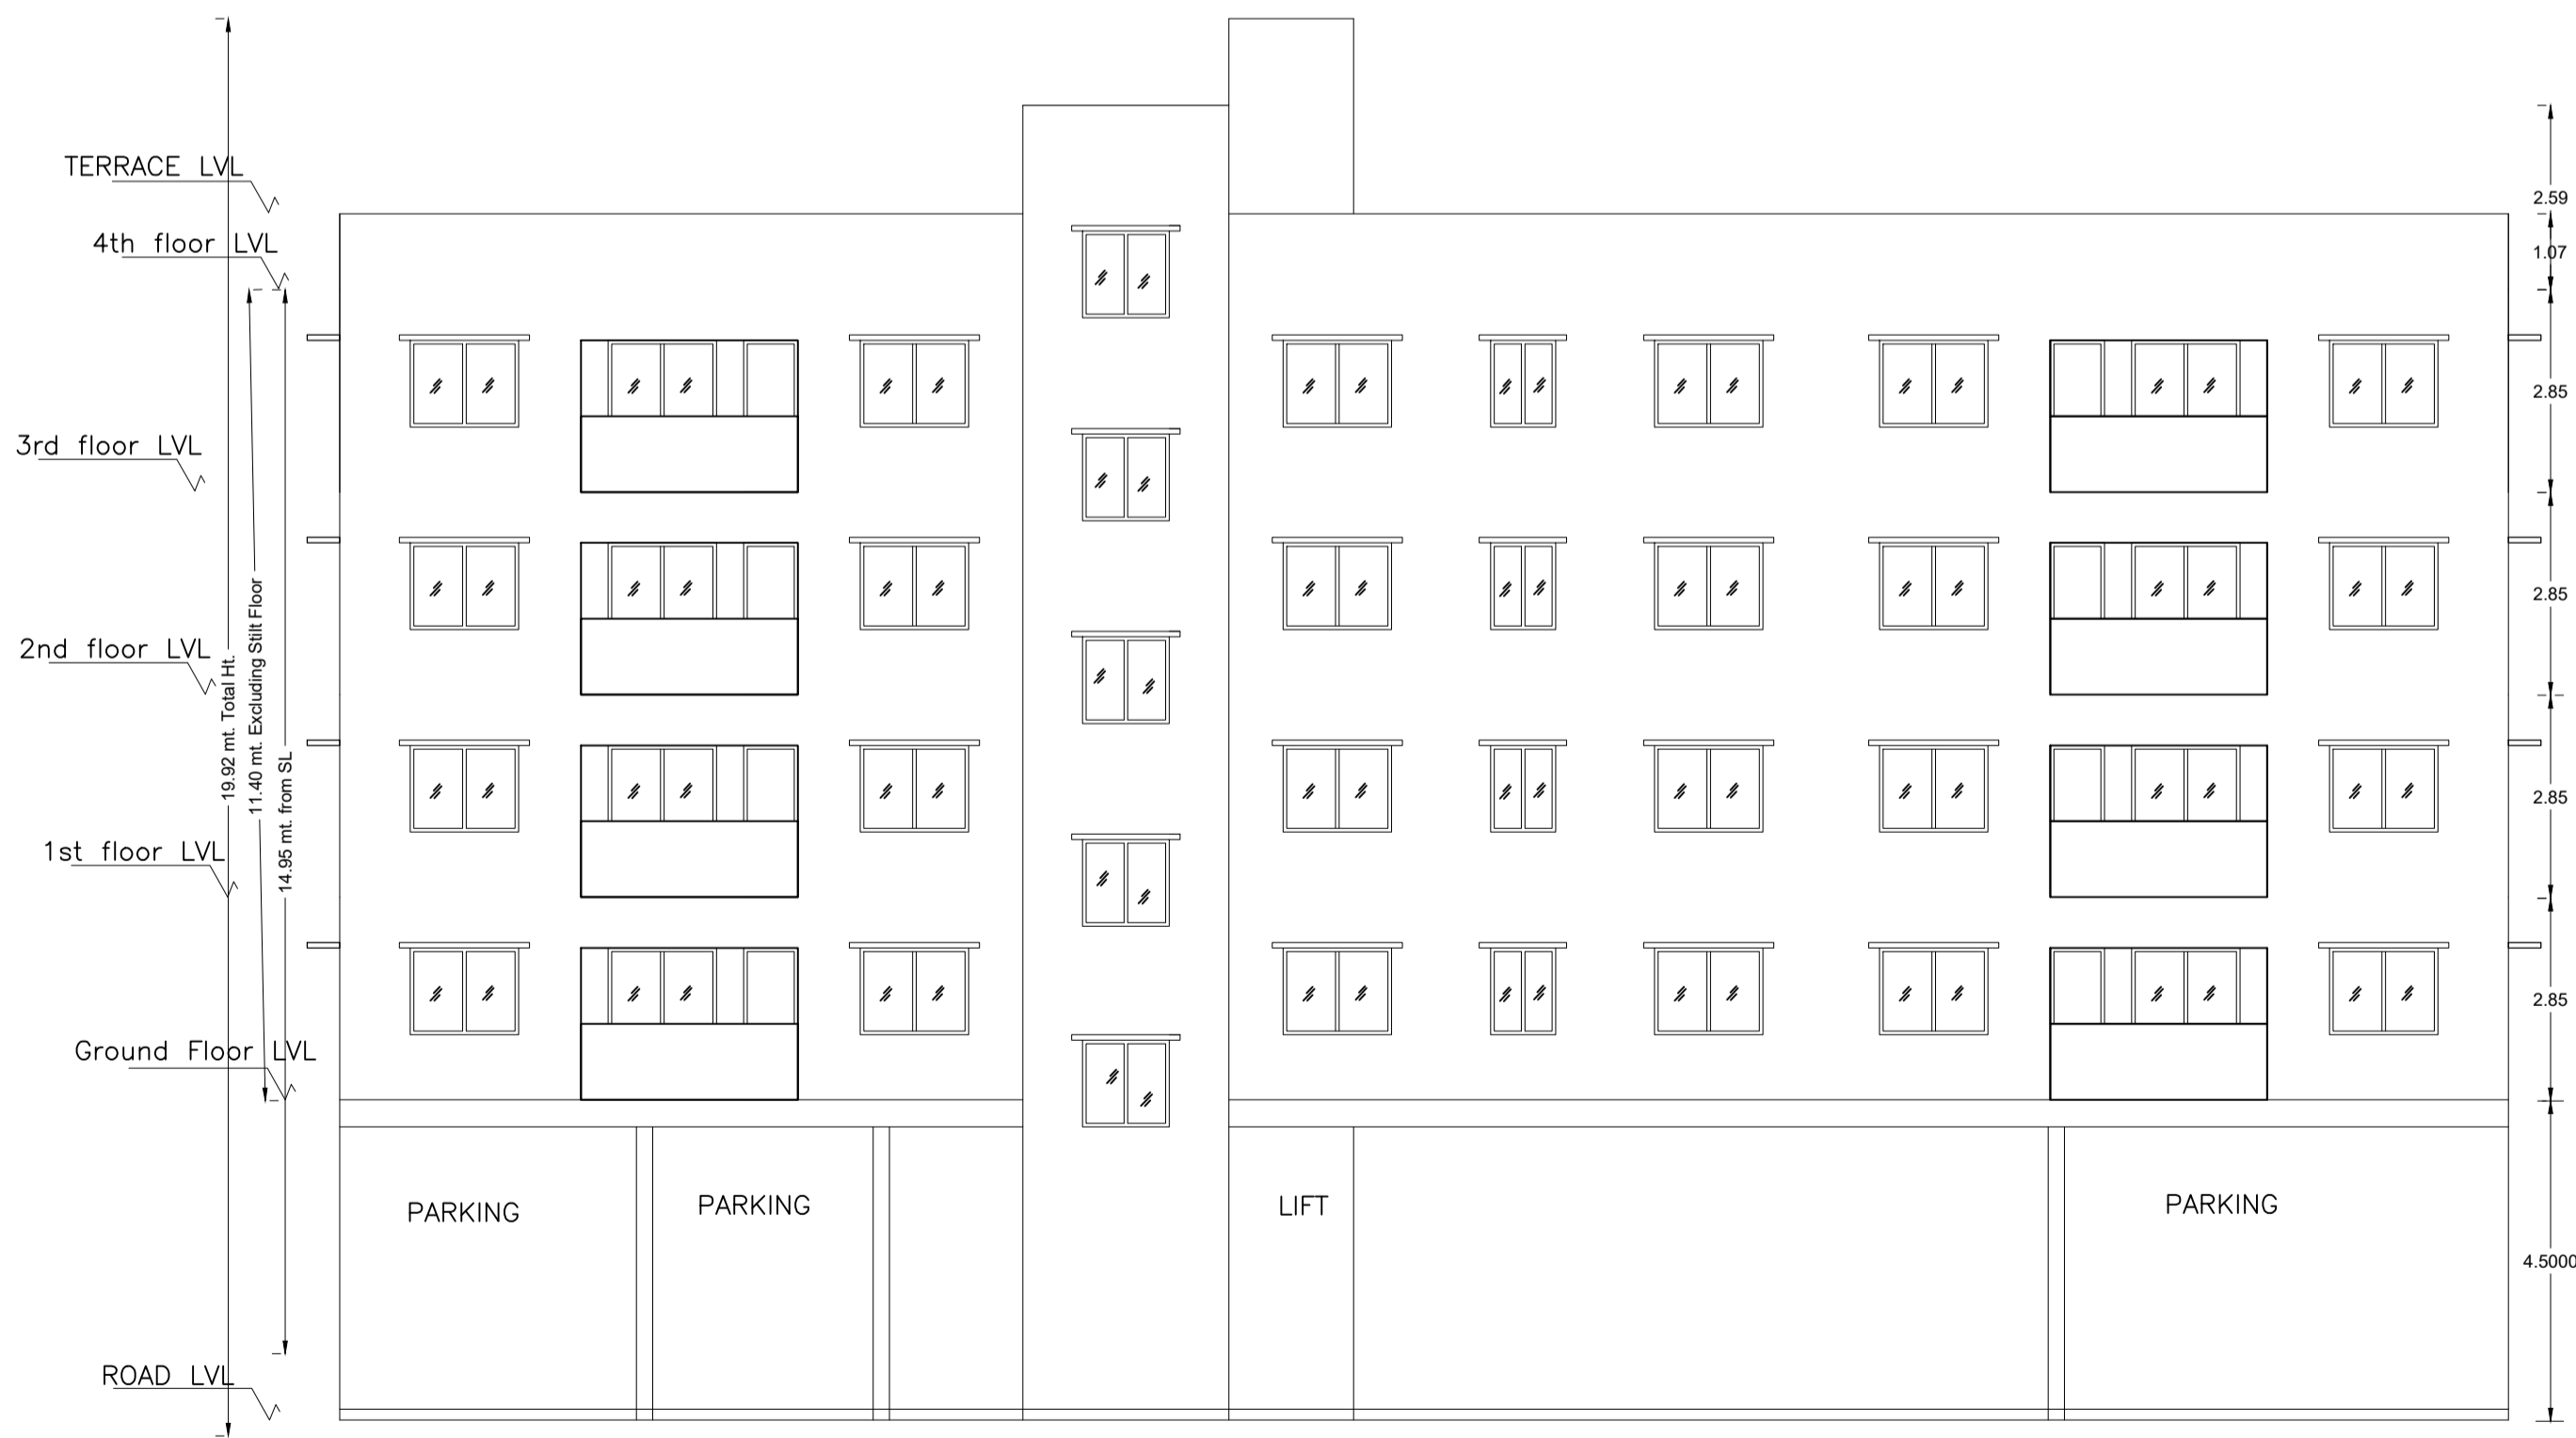 TERRACE LVL
2.59
4th floor LVL
1.07
2.85
3rd floor LVL
2.85
2nd floor LVL
19.92 mt. Total Ht.
11.40 mt. Excluding Stilt Floor
14.95 mt. from SL
2.85
1st floor LVL
2.85
Ground Floor LVL
PARKING
PARKING
LIFT
PARKING
4.5000
ROAD LVL